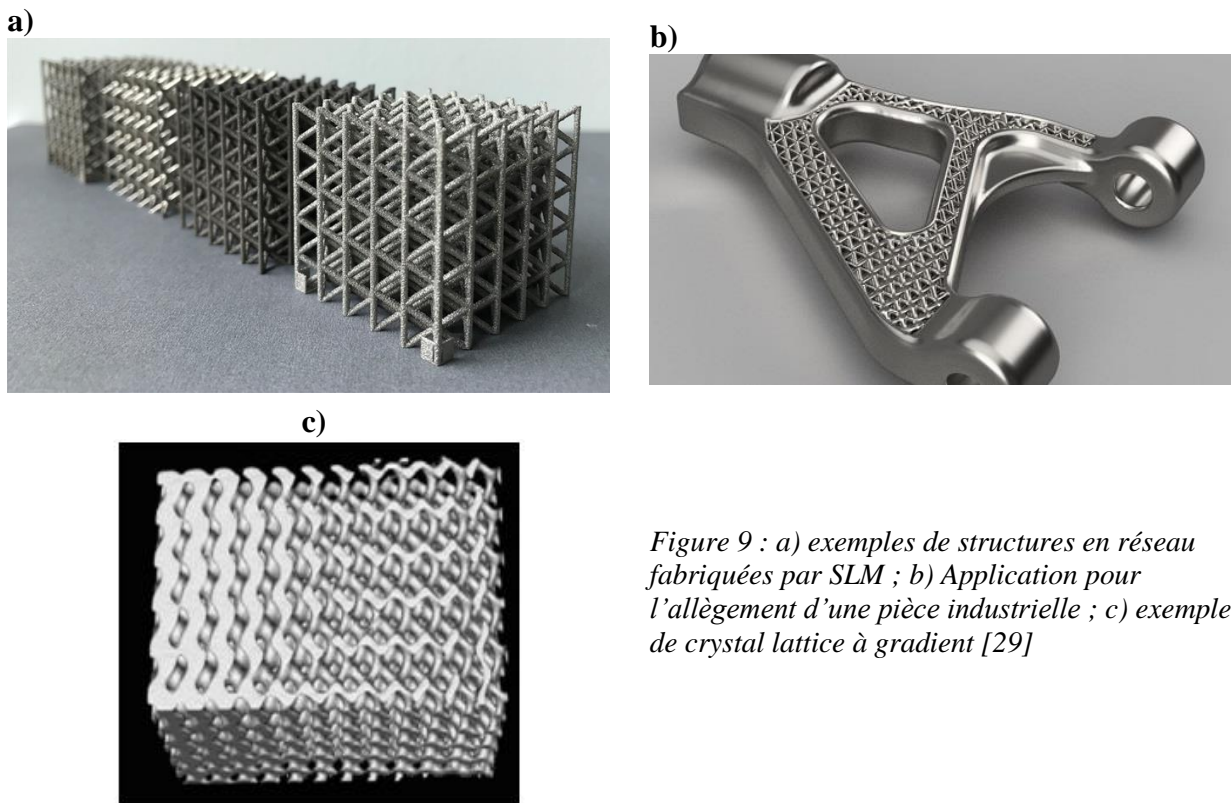 a)
b)
c)
Figure 9 : a) exemples de structures en réseau
fabriquées par SLM ; b) Application pour
l’allègement d’une pièce industrielle ; c) exemple
de crystal lattice à gradient [29]